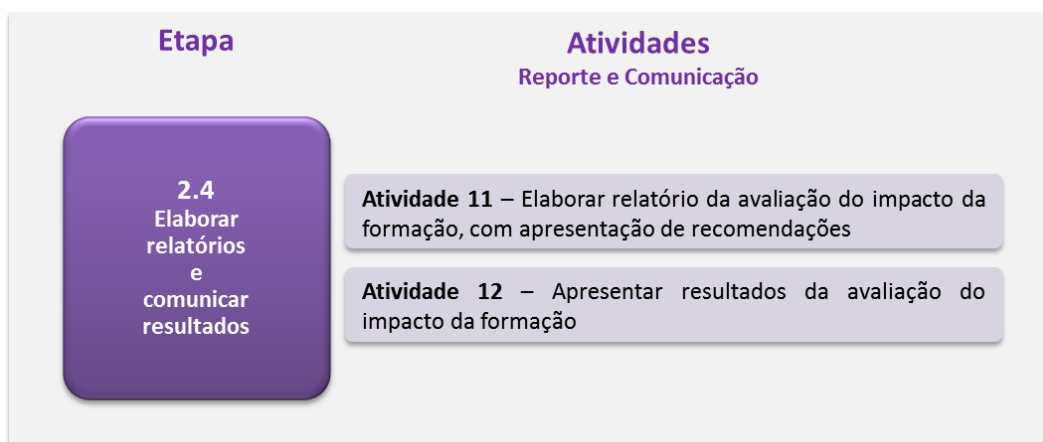 Etapa
Atividades
Reporte e Comunicação
2.4
Elaborar
relatórios
e
comunicar
resultados
Atividade 11 – Elaborar relatório da avaliação do impacto da
formação, com apresentação de recomendações
Atividade 12 – Apresentar resultados da avaliação do
impacto da formação